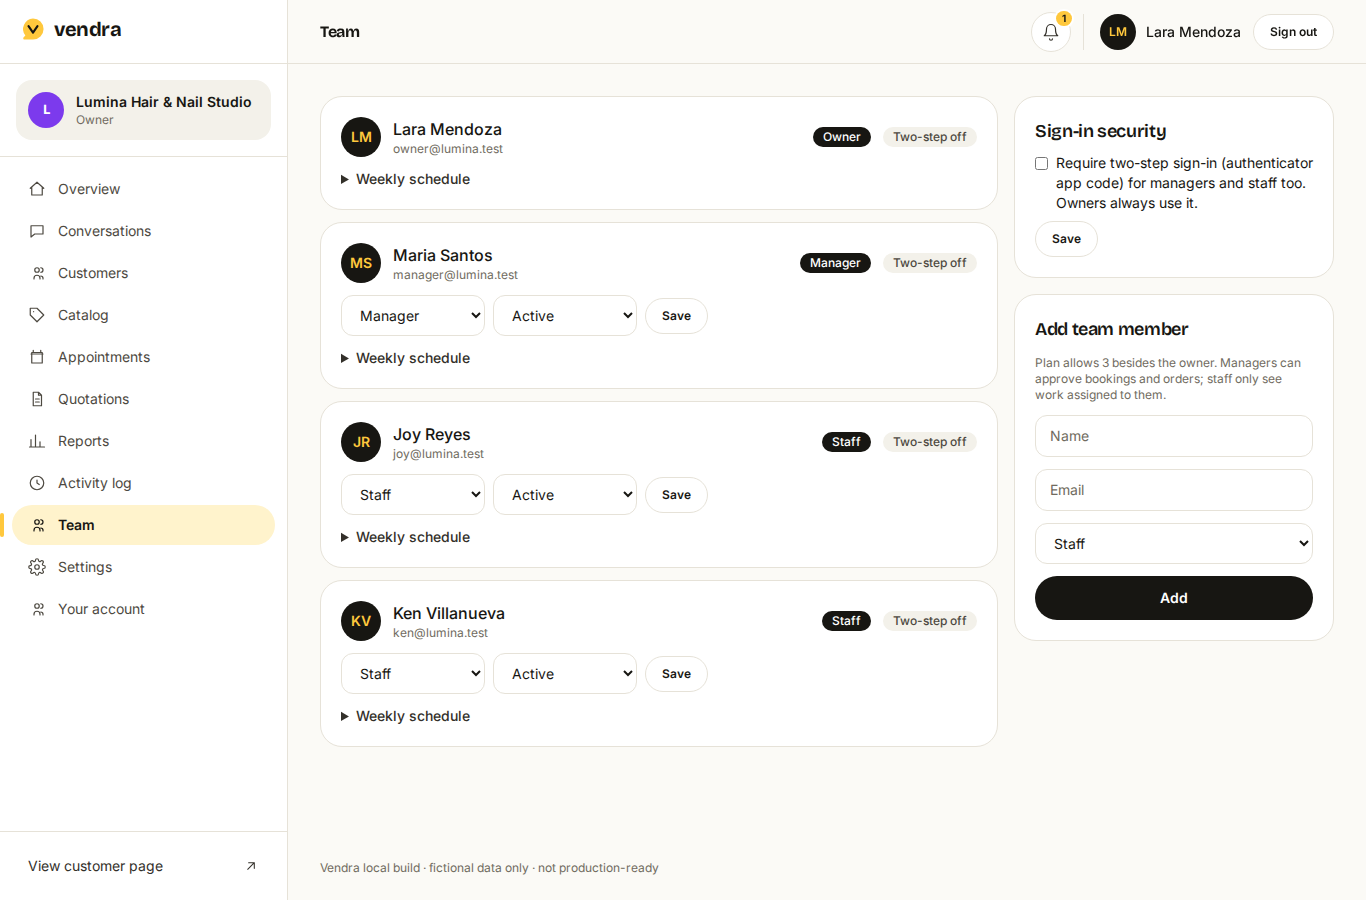 vendra
L
Lumina Hair & Nail Studio
Owner
Overview
Conversations
Customers
Catalog
Appointments
Quotations
Reports
Activity log
Team
Settings
Your account
View customer page
Team
1
LM
Lara Mendoza
Sign out
LM
Lara Mendoza
owner@lumina.test
Owner
Two-step off
Weekly schedule
MS
Maria Santos
manager@lumina.test
Manager
Two-step off
Manager
Active
Save
Weekly schedule
JR
Joy Reyes
joy@lumina.test
Staff
Two-step off
Staff
Active
Save
Weekly schedule
KV
Ken Villanueva
ken@lumina.test
Staff
Two-step off
Staff
Active
Save
Weekly schedule
Sign-in security
Require two-step sign-in (authenticator
app code) for managers and staff too.
Owners always use it.
Save
Add team member
Plan allows 3 besides the owner. Managers can
approve bookings and orders; staff only see
work assigned to them.
Name
Email
Staff
Add
Vendra local build · fictional data only · not production-ready